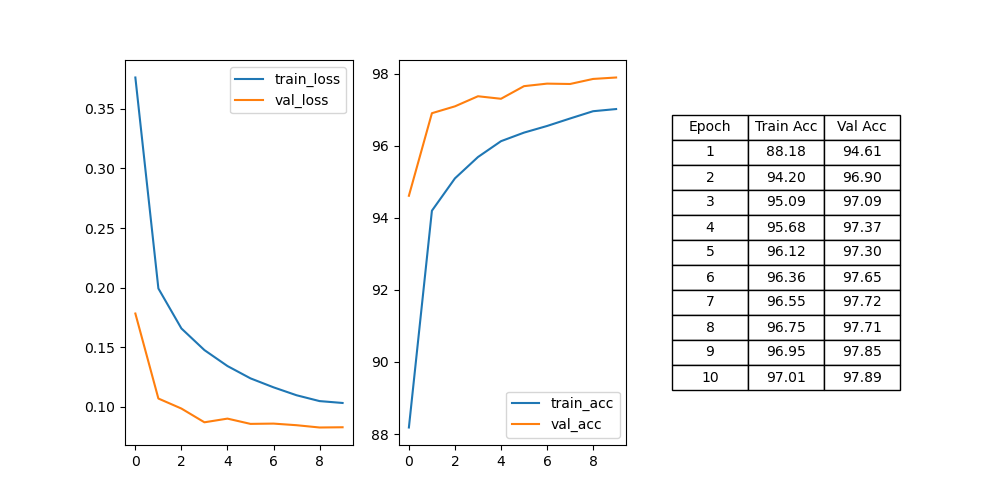 train_loss
val_loss
0.35
0.30
0.25
0.20
0.15
0.10
0 2 4 6 8
98
96
94
92
90
88
train_acc
val_acc
0 2 4 6 8
Epoch Train Acc Val Acc
1 88.18 94.61
2 94.20 96.90
3 95.09 97.09
4 95.68 97.37
5 96.12 97.30
6 96.36 97.65
7 96.55 97.72
8 96.75 97.71
9 96.95 97.85
10 97.01 97.89